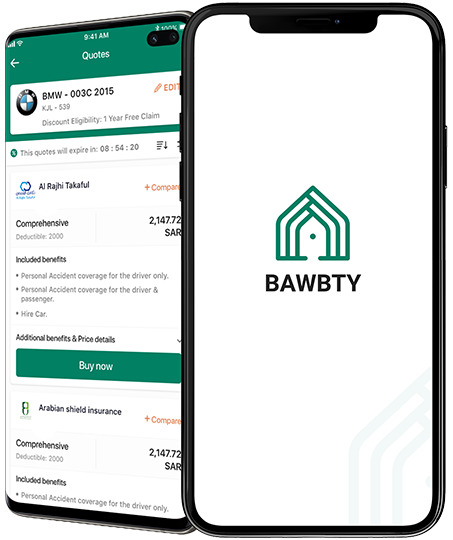 9:41 AM
100%
Quotes
BMW - 003C 2015
EDIT
KJL - 539
Discount Eligibility: 1 Year Free Claim
This quotes will expire in: 08 : 54 : 20
Al Rajhi Takaful
+ Compare
Comprehensive
2,147.72
Deductible: 2000
SAR
Included benefits
• Personal Accident coverage for the driver only.
• Personal Accident coverage for the driver &
passenger.
• Hire Car.
Additional benefits & Price details
Buy now
Arabian shield insurance
+ Compare
Comprehensive
2,147.72
Deductible: 2000
SAR
Included benefits
• Personal Accident coverage for the driver only.
BAWBTY